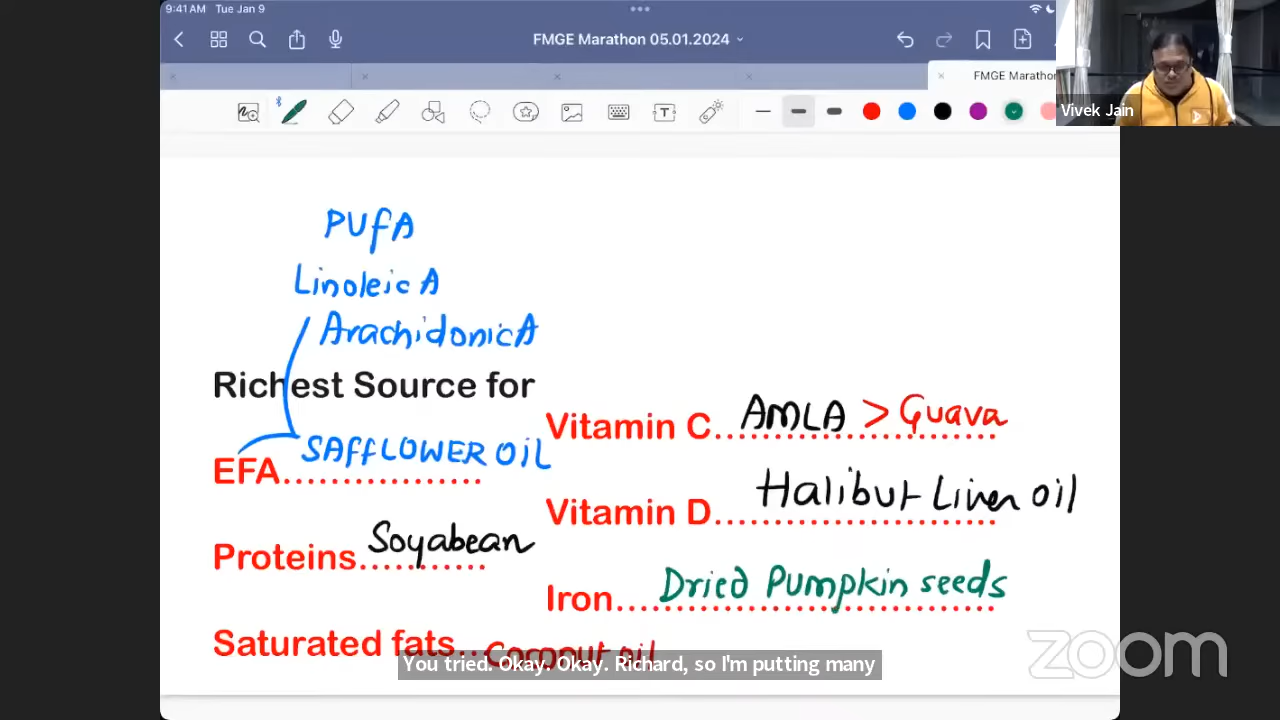 9:41 AM Tue Jan 9
FMGE Marathon 05.01.2024
FMGE Marathon
T
Vivek Jain
PUFA
Linoleic A
Arachidonic A
Richest Source for
EFA................. SAFFLOWER OIL
Proteins........... Soyabean
Saturated fats.. Coconut oil
Vitamin C....................... AMLA > Guava
Vitamin D....................... Halibut Liver oil
Iron............................... Dried Pumpkin seeds
You tried. Okay. Okay. Richard, so I'm putting many
zoom